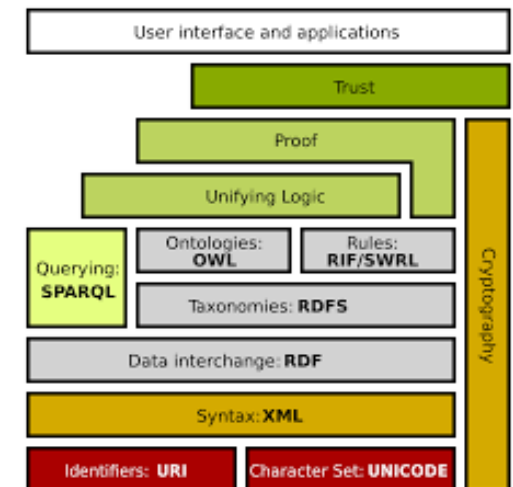 User interface and applications
Trust
Proof
Unifying Logic
Ontologies:
OWL
Rules:
RIF/SWRL
Querying:
SPARQL
Taxonomies: RDFS
Data interchange: RDF
Syntax: XML
Identifiers: URI
Character Set: UNICODE
Cryptography